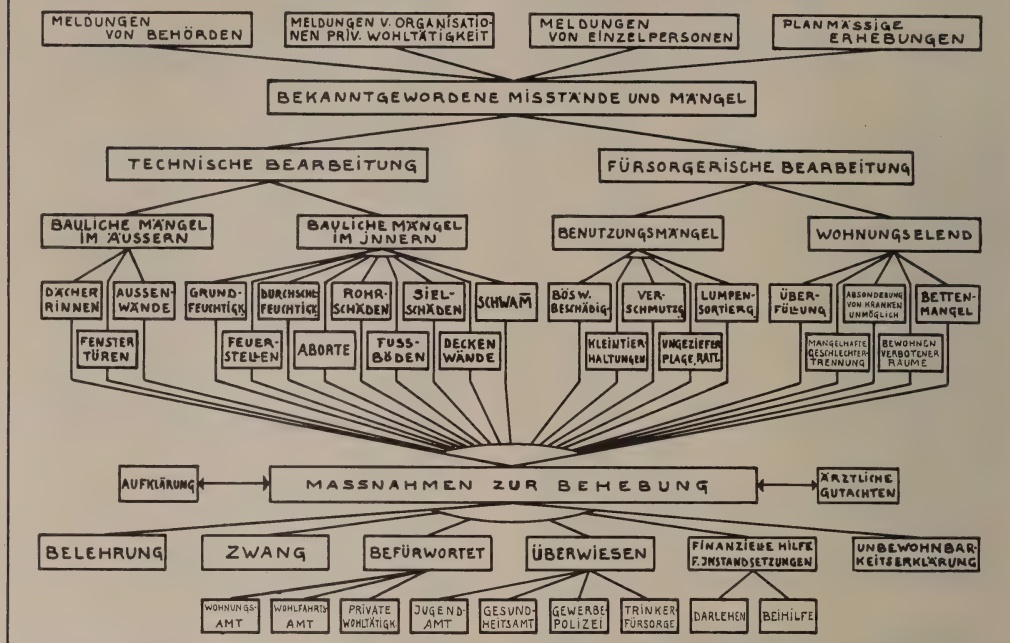 MELDUNGEN
VON BEHÖRDEN
MELDUNGEN V. ORGANISATIO-
NEN PRIV. WOHLTÄTIGKEIT
MELDUNGEN
VON EINZELPERSONEN
PLANMÄSSIGE
ERHEBUNGEN
BEKANNTGEWORDENE MISSTÄNDE UND MÄNGEL
TECHNISCHE BEARBEITUNG
FÜRSORGERISCHE BEARBEITUNG
BAULICHE MÄNGEL
IM ÄUSSERN
BAULICHE MÄNGEL
IM JNNERN
BENUTZUNGSMÄNGEL
WOHNUNGSELEND
DÄCHER
RINNEN
AUSSEN-
WÄNDE
GRUND-
FEUCHTIGK.
DURCHSCHL.
FEUCHTIGK.
ROHR-
SCHÄDEN
SIEL-
SCHÄDEN
SCHWAM̅
BÖSW.
BESCHÄDIG.
VER-
SCHMUTZG.
LUMPEN-
SORTIERG.
ÜBER-
FÜLLUNG
ABSONDERUNG
VON KRANKEN
UNMÖGLICH
BETTEN-
MANGEL
FENSTER
TÜREN
FEUER-
STELLEN
ABORTE
FUSS-
BÖDEN
DECKEN
WÄNDE
KLEINTIER
HALTUNGEN
UNGEZIEFER
PLAGE, RATT.
MANGELHAFTE
GESCHLECHTER-
TRENNUNG
BEWOHNEN
VERBOTENER
RÄUME
AUFKLÄRUNG
MASSNAHMEN ZUR BEHEBUNG
ÄRZTLICHE
GUTACHTEN
BELEHRUNG
ZWANG
BEFÜRWORTET
ÜBERWIESEN
FINANZIELLE HILFE
F. JNSTANDSETZUNGEN
UNBEWOHNBAR-
KEITSERKLÄRUNG
WOHNUNGS-
AMT
WOHLFAHRTS-
AMT
PRIVATE
WOHLTÄTIGK.
JUGEND-
AMT
GESUND-
HEITSAMT
GEWERBE-
POLIZEI
TRINKER-
FÜRSORGE
DARLEHEN
BEIHILFE